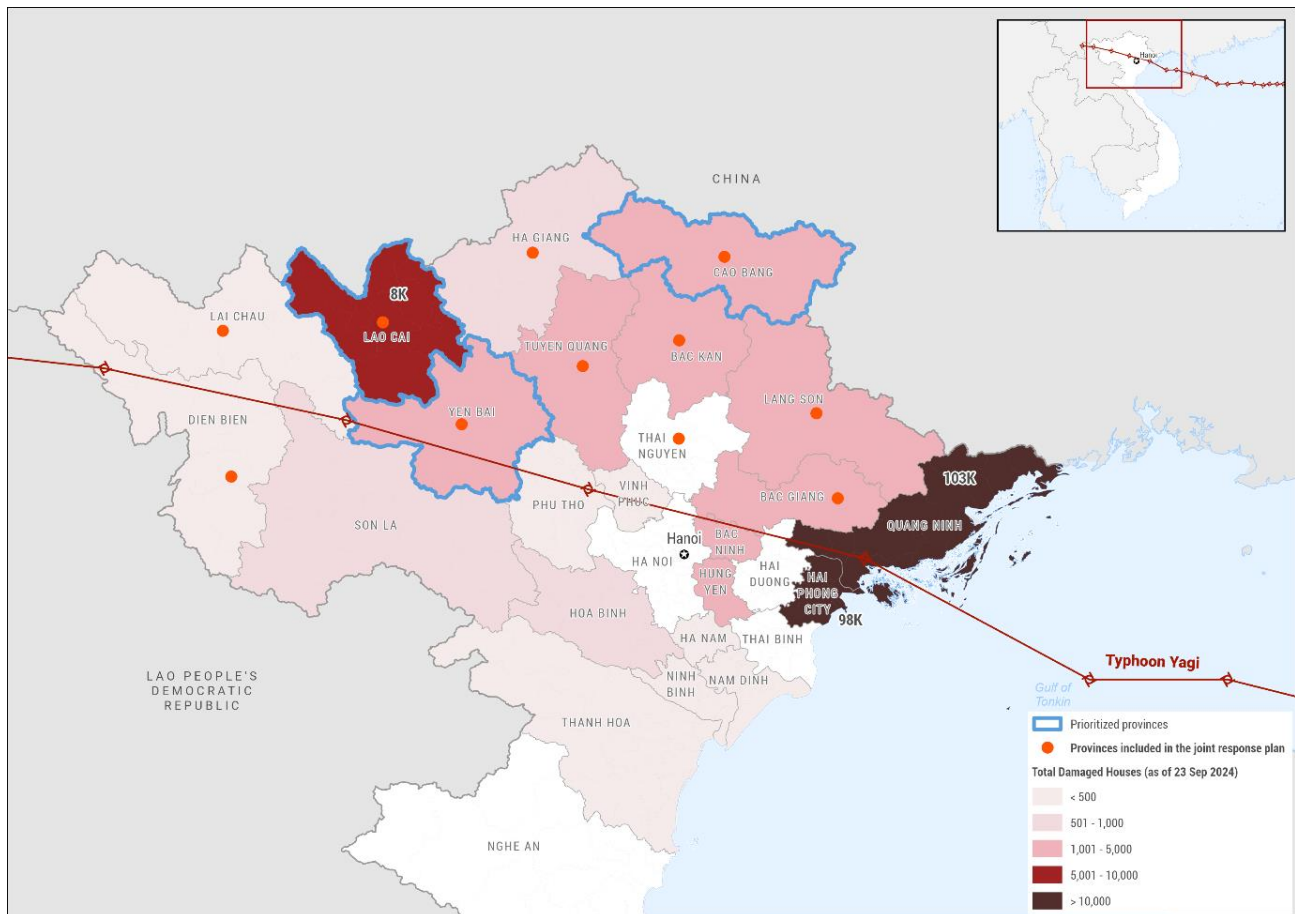 Hanoi
CHINA
HA GIANG
CAO BANG
8K
LAI CHAU
LAO CAI
TUYEN QUANG
BAC KAN
LANG SON
DIEN BIEN
YEN BAI
THAI
NGUYEN
103K
QUANG NINH
BAC GIANG
VINH
PHUC
PHU THO
SON LA
Hanoi
HA NOI
BAC
NINH
HAI
DUONG
HUNG
YEN
HAI
PHONG
CITY
98K
HOA BINH
HA NAM
THAI BINH
NINH
BINH
NAM DINH
THANH HOA
NGHE AN
LAO PEOPLE'S
DEMOCRATIC
REPUBLIC
Typhoon Yagi
Gulf of
Tonkin
Prioritized provinces
Provinces included in the joint response plan
Total Damaged Houses (as of 23 Sep 2024)
< 500
501 - 1,000
1,001 - 5,000
5,001 - 10,000
> 10,000